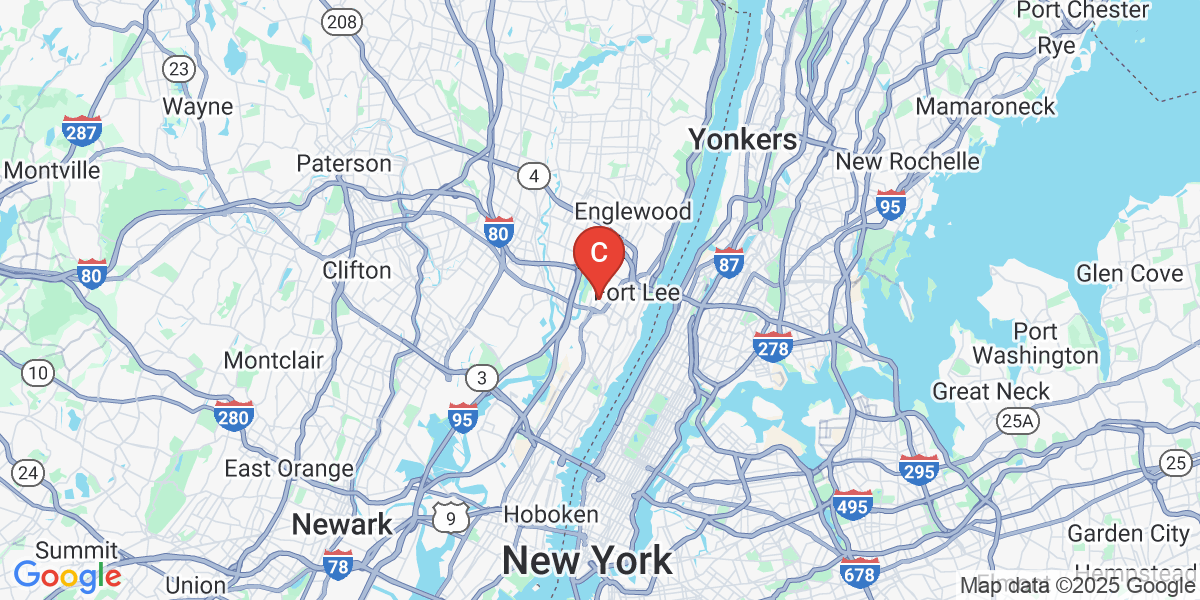 Port Chester
208
Rye
23
Wayne
Mamaroneck
287
Yonkers
Paterson
New Rochelle
Montville
4
95
Englewood
80
C
87
Clifton
80
Glen Cove
Fort Lee
Port
Washington
278
Montclair
10
3
Great Neck
280
95
25A
East Orange
24
295
25
495
9
Hoboken
Newark
Garden City
Summit
New York
78
Google
Union
678
Hempstead
Map data ©2025 Google